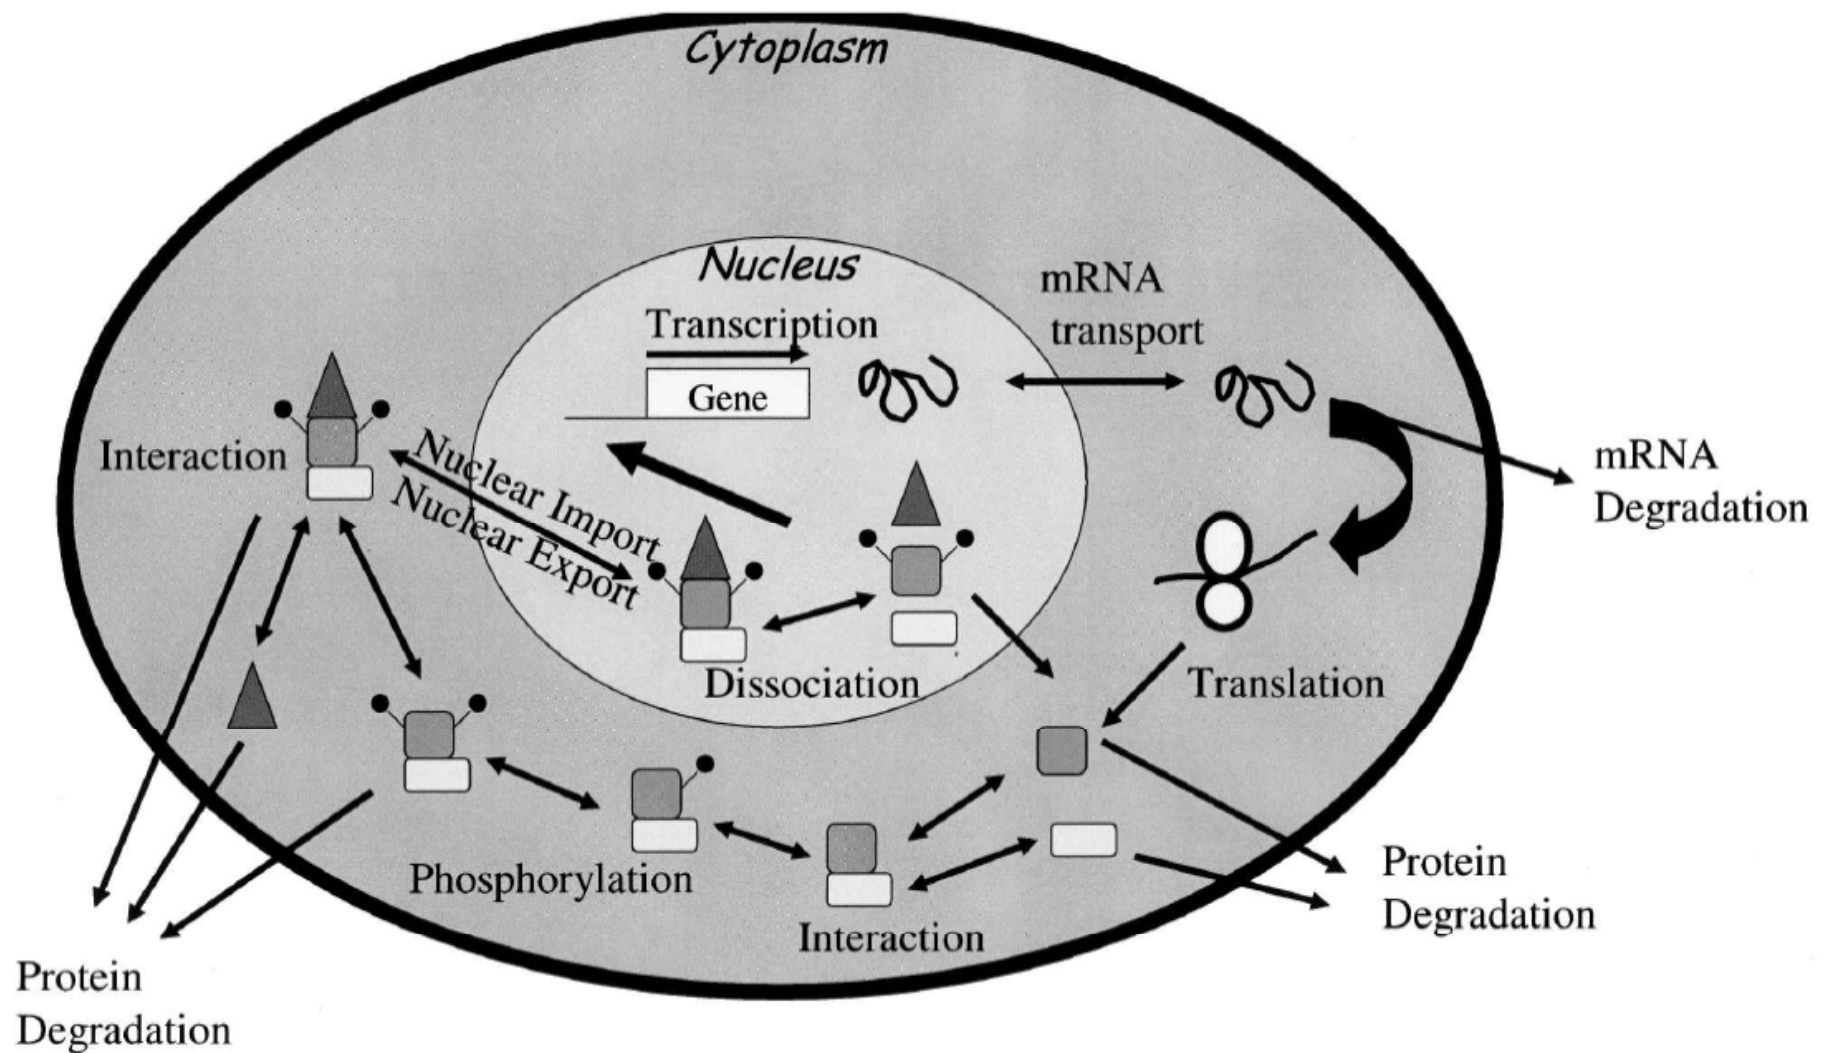 Cytoplasm
Nucleus
mRNA
transport
Transcription
Gene
Interaction
Nuclear Import
Nuclear Export
mRNA
Degradation
Dissociation
Translation
Phosphorylation
Interaction
Protein
Degradation
Protein
Degradation